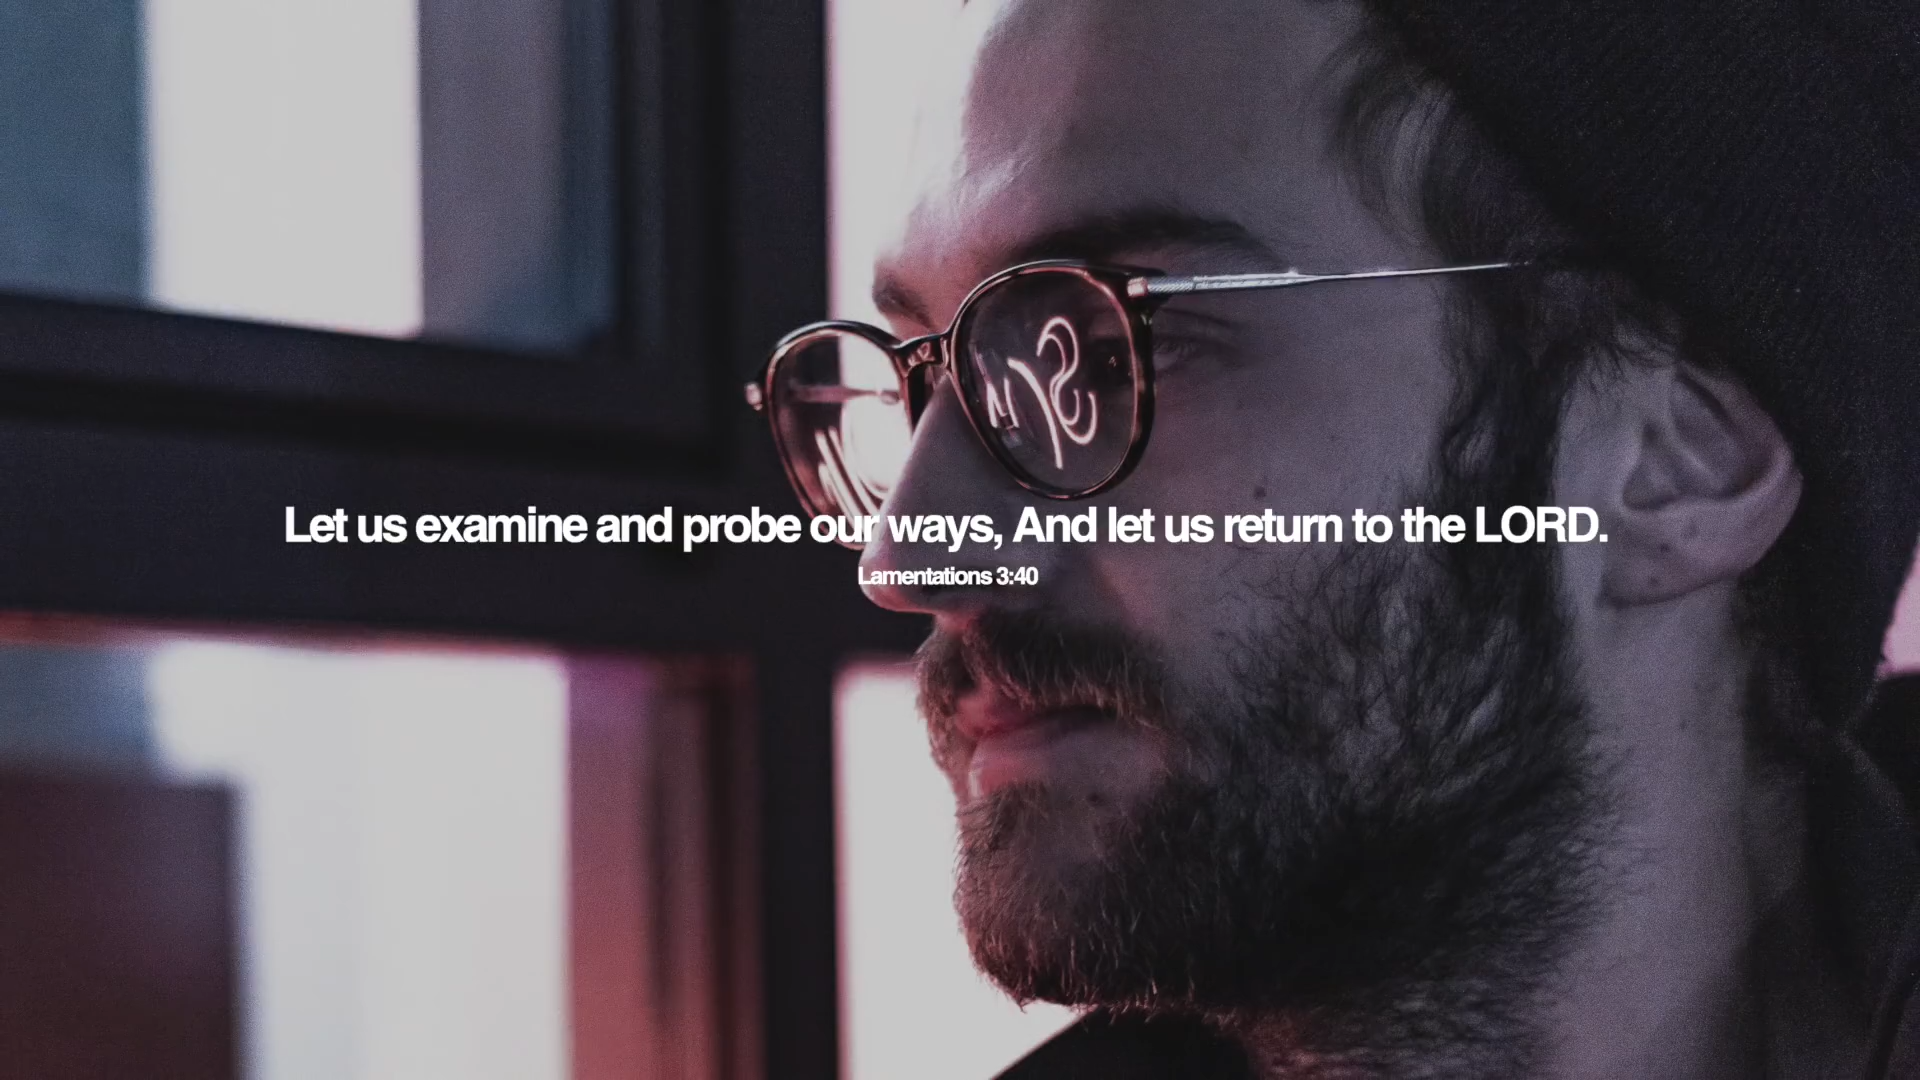 Let us examine and probe our ways, And let us return to the LORD.
Lamentations 3:40